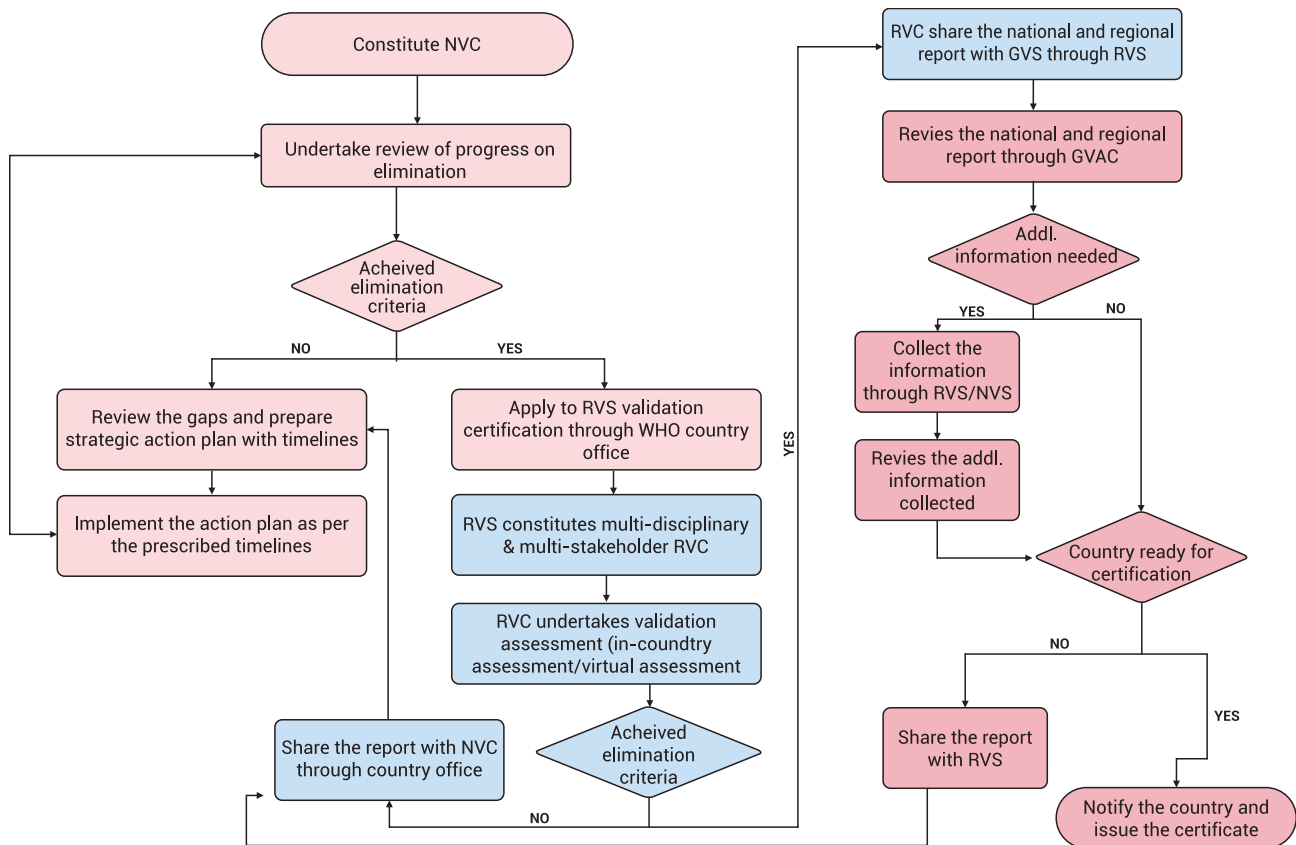 Constitute NVC
Undertake review of progress on
elimination
Acheived
elimination
criteria
NO
YES
Review the gaps and prepare
strategic action plan with timelines
Implement the action plan as per
the prescribed timelines
Apply to RVS validation
certification through WHO country
office
RVS constitutes multi-disciplinary
& multi-stakeholder RVC
RVC undertakes validation
assessment (in-coundtry
assessment/virtual assessment
Acheived
elimination
criteria
Share the report with NVC
through country office
NO
YES
RVC share the national and regional
report with GVS through RVS
Revies the national and regional
report through GVAC
Addl.
information needed
YES
NO
Collect the
information
through RVS/NVS
Revies the addl.
information
collected
Country ready for
certification
NO
YES
Share the report
with RVS
Notify the country and
issue the certificate